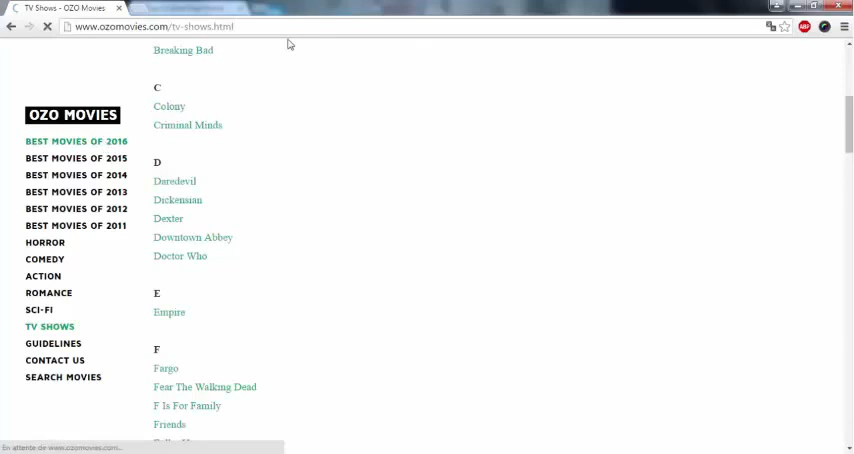 TV Shows - OZO Movies
www.ozomovies.com/tv-shows.html
ABP
OZO MOVIES
BEST MOVIES OF 2016
BEST MOVIES OF 2015
BEST MOVIES OF 2014
BEST MOVIES OF 2013
BEST MOVIES OF 2012
BEST MOVIES OF 2011
HORROR
COMEDY
ACTION
ROMANCE
SCI-FI
TV SHOWS
GUIDELINES
CONTACT US
SEARCH MOVIES
Breaking Bad
C
Colony
Criminal Minds
D
Daredevil
Dickensian
Dexter
Downtown Abbey
Doctor Who
E
Empire
F
Fargo
Fear The Walking Dead
F Is For Family
Friends
En attente de www.ozomovies.com...